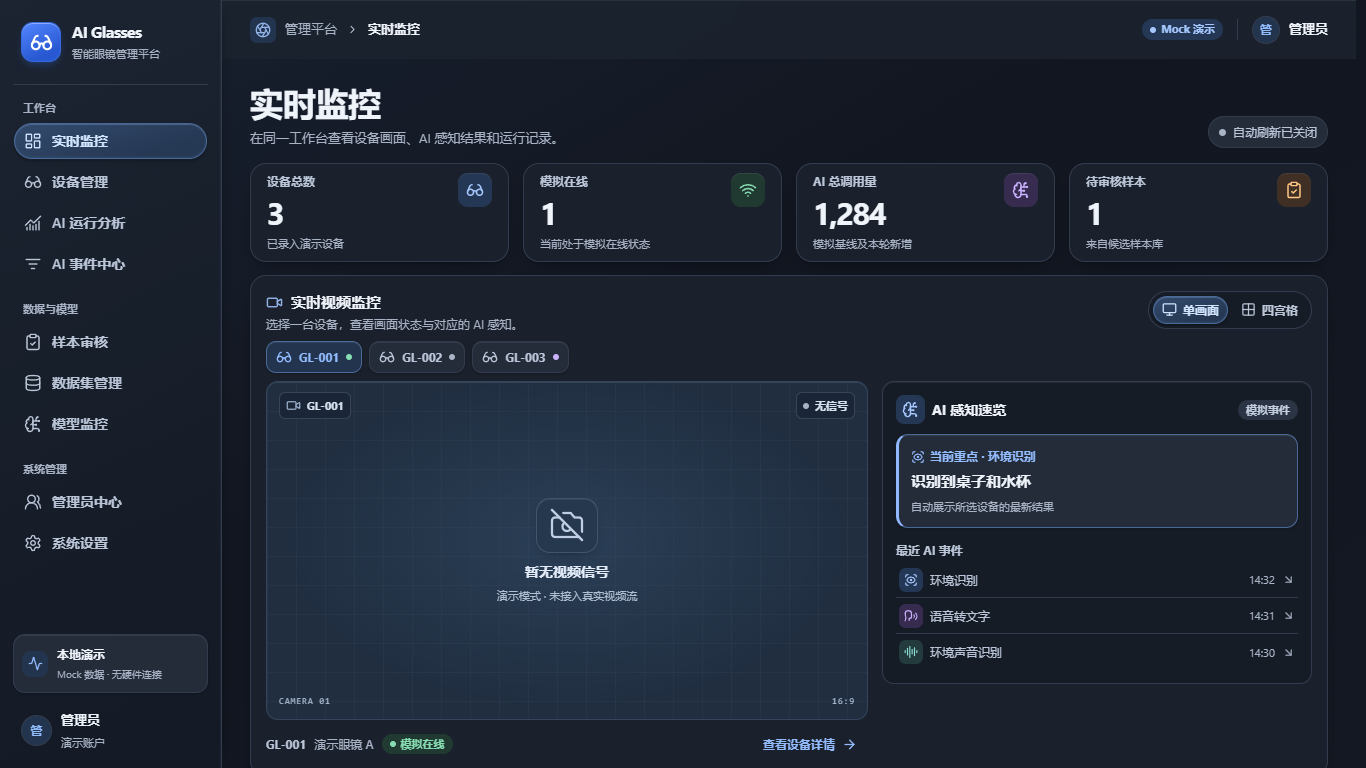 AI Glasses
智能眼镜管理平台
工作台
实时监控
设备管理
AI 运行分析
AI 事件中心
数据与模型
样本审核
数据集管理
模型监控
系统管理
管理员中心
系统设置
本地演示
Mock 数据 · 无硬件连接
管
管理员
演示账户
管理平台 > 实时监控
Mock 演示
管 管理员
实时监控
在同一工作台查看设备画面、AI 感知结果和运行记录。
自动刷新已关闭
设备总数
3
已录入演示设备
模拟在线
1
当前处于模拟在线状态
AI 总调用量
1,284
模拟基线及本轮新增
待审核样本
1
来自候选样本库
实时视频监控
选择一台设备，查看画面状态与对应的 AI 感知。
单画面 四宫格
GL-001 GL-002 GL-003
GL-001
无信号
暂无视频信号
演示模式 · 未接入真实视频流
CAMERA 01
16:9
GL-001 演示眼镜 A 模拟在线
查看设备详情
AI 感知速览
模拟事件
当前重点 · 环境识别
识别到桌子和水杯
自动展示所选设备的最新结果
最近 AI 事件
环境识别 14:32
语音转文字 14:31
环境声音识别 14:30